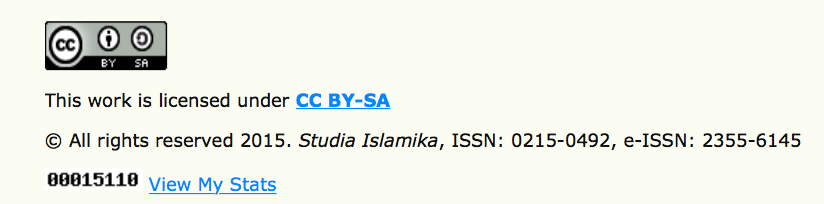 cc BY SA
This work is licensed under CC BY-SA
© All rights reserved 2015. Studia Islamika, ISSN: 0215-0492, e-ISSN: 2355-6145
00015110 View My Stats